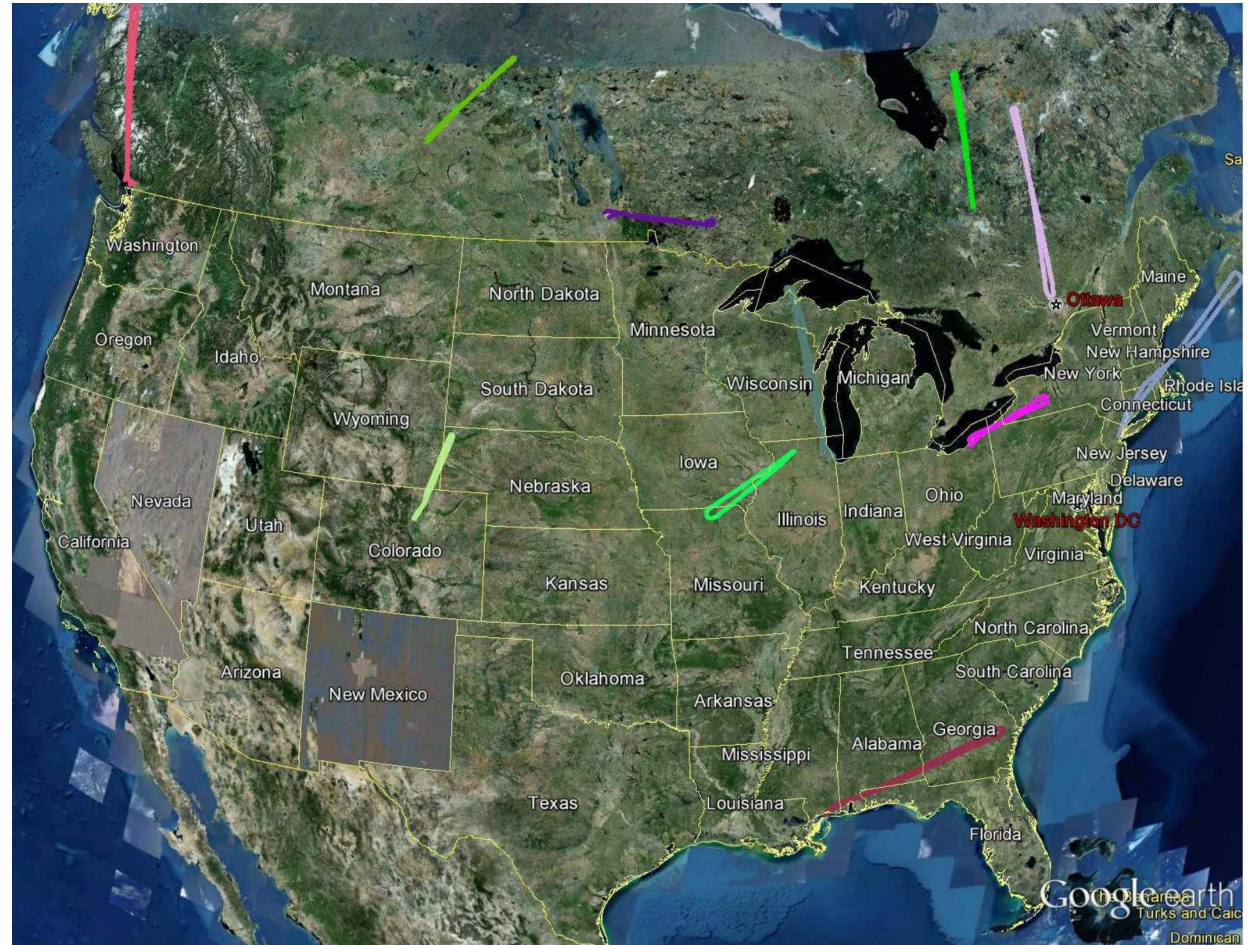 Sa
Washington
Maine
Montana
North Dakota
Ottawa
Minnesota
Vermont
Oregon
New Hampshire
Idaho
New York
Wisconsin
Michigan
South Dakota
Rhode Isla
Connecticut
Wyoming
New Jersey
Iowa
Delaware
Nebraska
Ohio
Maryland
Nevada
Illinois
Indiana
Washington DC
Utah
West Virginia
California
Colorado
Virginia
Kansas
Missouri
Kentucky
North Carolina
Tennessee
Arizona
South Carolina
Oklahoma
New Mexico
Arkansas
Georgia
Alabama
Mississippi
Texas
Louisiana
Florida
Google earth
The Bahamas
Turks and Caic
Dominican